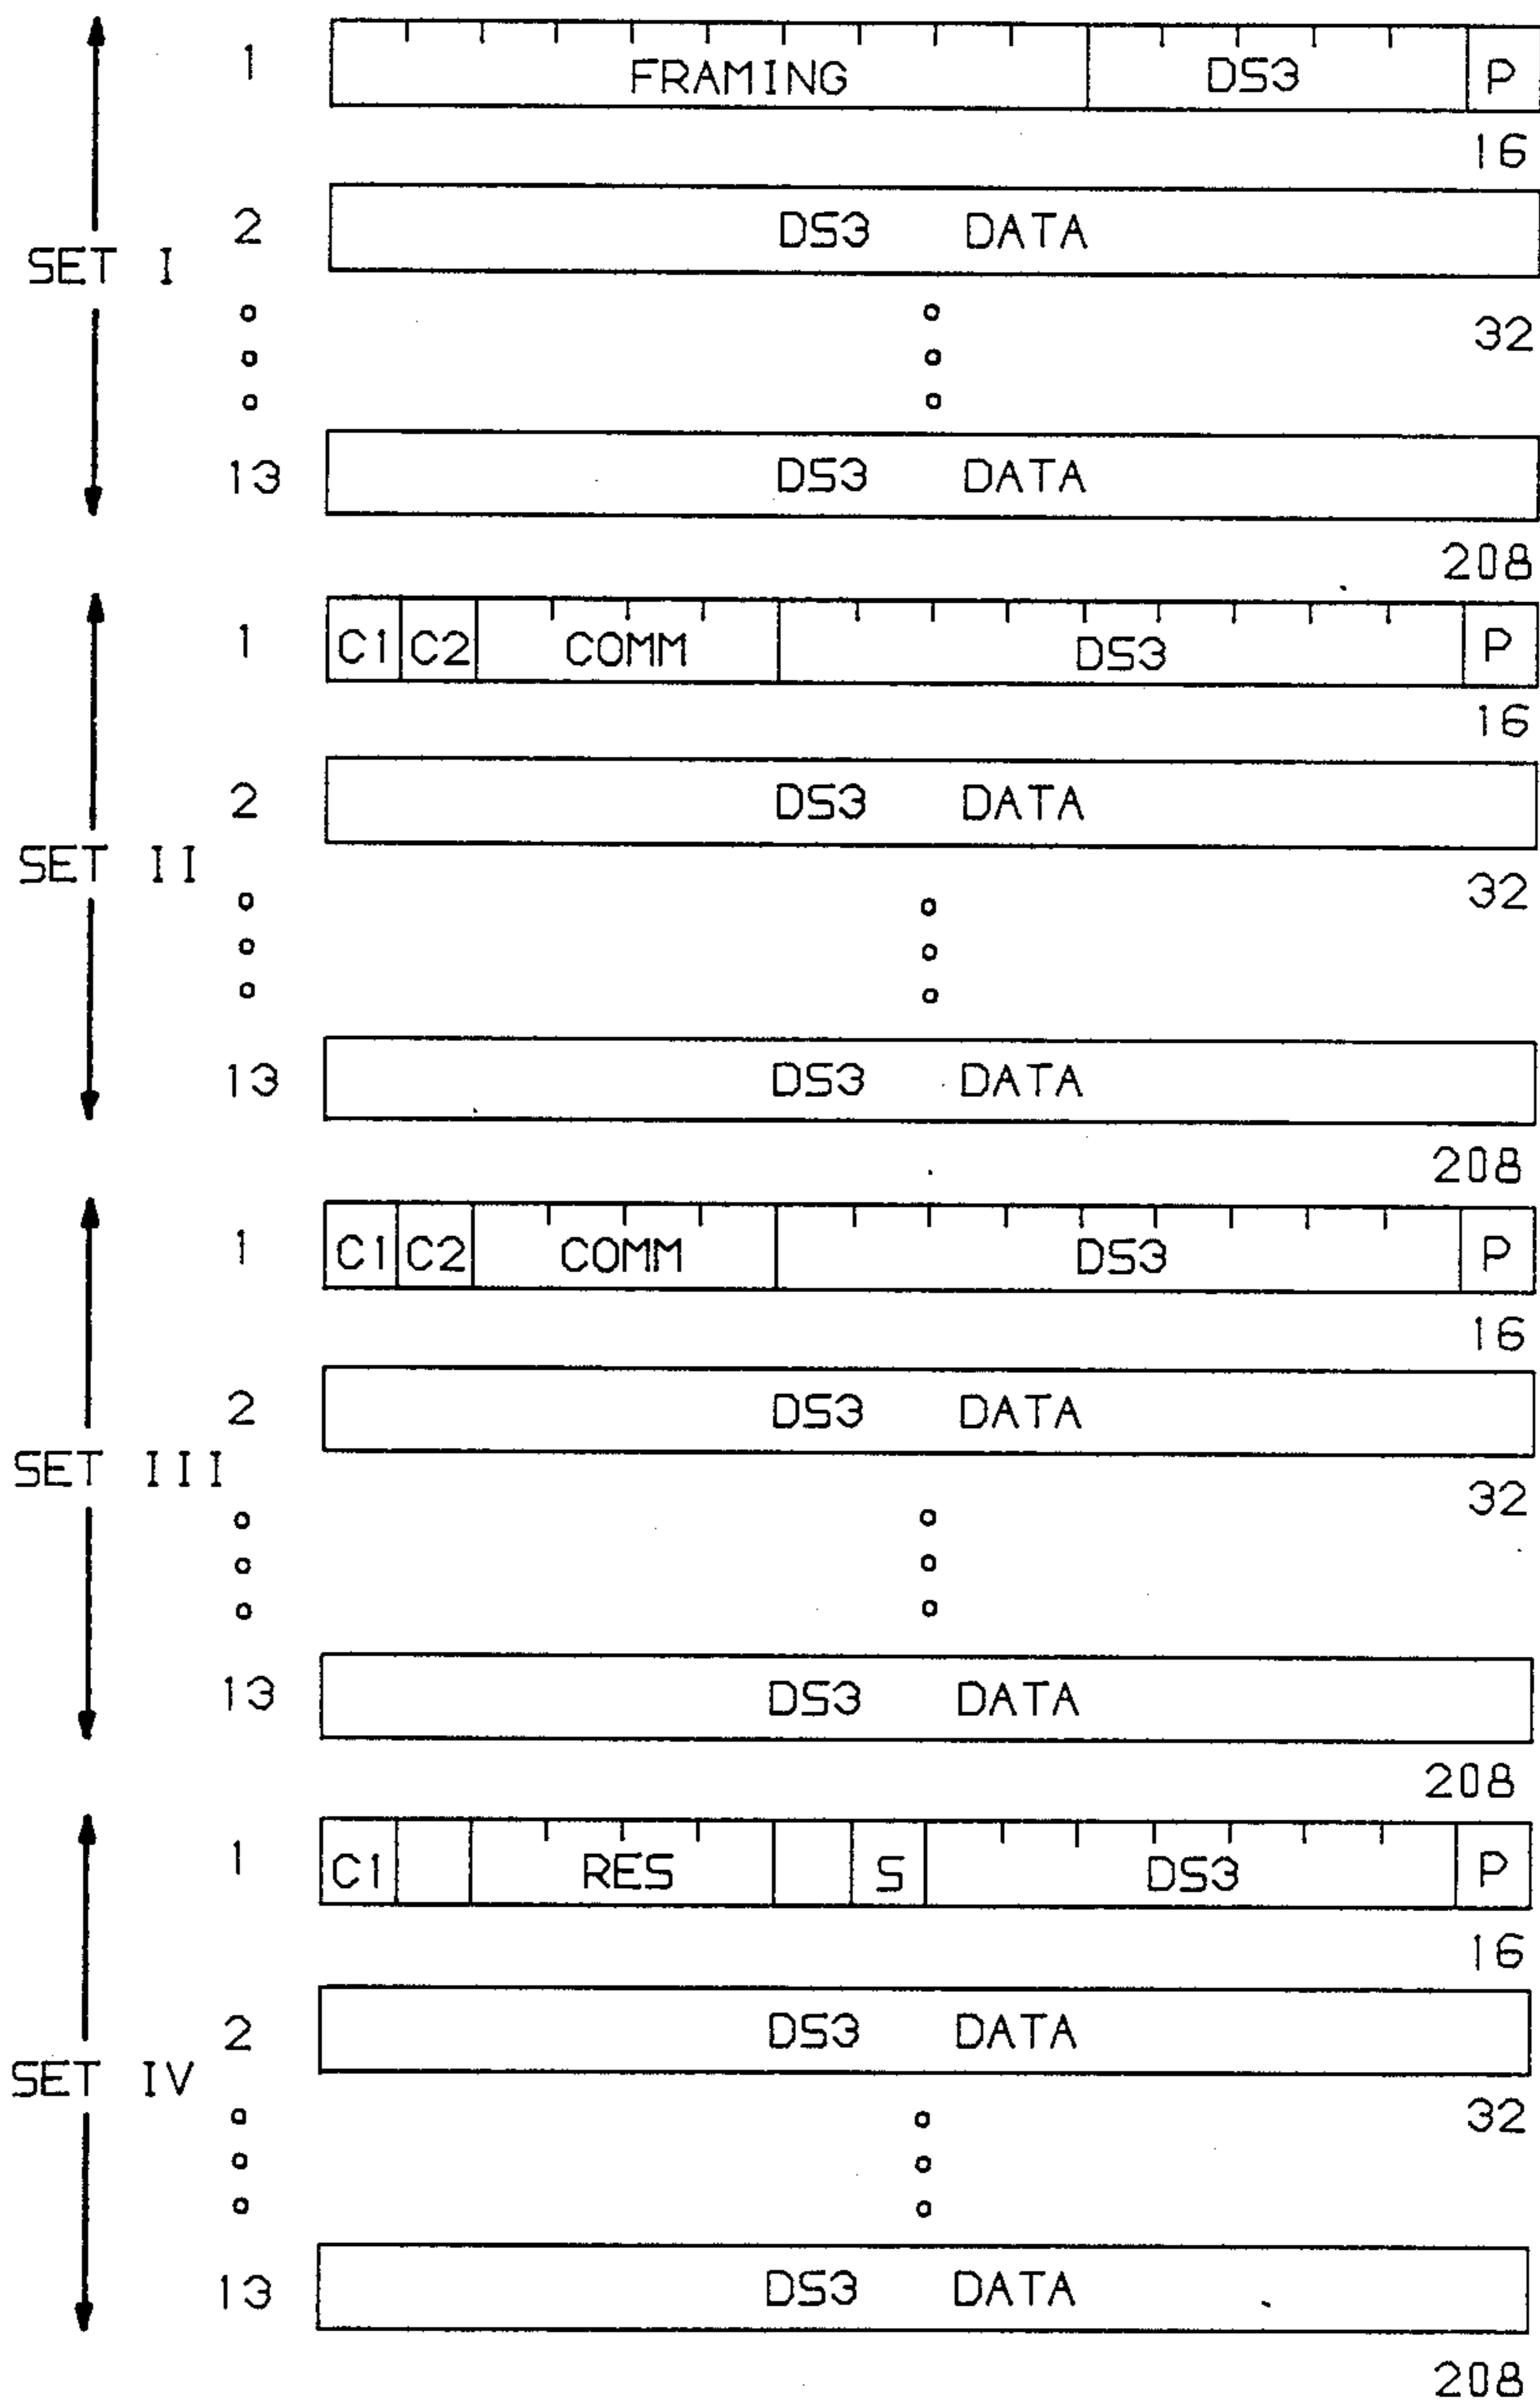 1 FRAMING DS3 P
16
2 DS3 DATA
SET I
32
13 DS3 DATA
208
1 C1 C2 COMM DS3 P
16
2 DS3 DATA
SET II
32
13 DS3 DATA
208
1 C1 C2 COMM DS3 P
16
2 DS3 DATA
SET III
32
13 DS3 DATA
208
1 C1 RES S DS3 P
16
2 DS3 DATA
SET IV
32
13 DS3 DATA
208